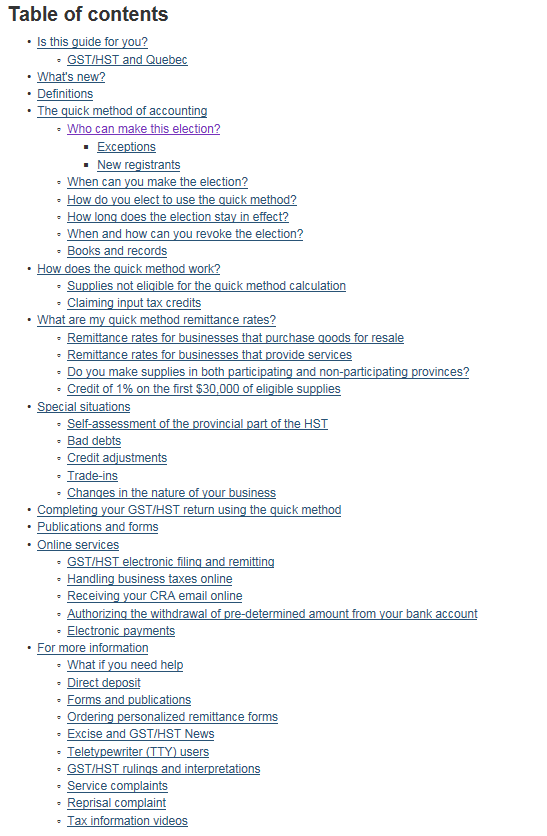 Table of contents
Is this guide for you?
GST/HST and Quebec
What's new?
Definitions
The quick method of accounting
Who can make this election?
Exceptions
New registrants
When can you make the election?
How do you elect to use the quick method?
How long does the election stay in effect?
When and how can you revoke the election?
Books and records
How does the quick method work?
Supplies not eligible for the quick method calculation
Claiming input tax credits
What are my quick method remittance rates?
Remittance rates for businesses that purchase goods for resale
Remittance rates for businesses that provide services
Do you make supplies in both participating and non-participating provinces?
Credit of 1% on the first $30,000 of eligible supplies
Special situations
Self-assessment of the provincial part of the HST
Bad debts
Credit adjustments
Trade-ins
Changes in the nature of your business
Completing your GST/HST return using the quick method
Publications and forms
Online services
GST/HST electronic filing and remitting
Handling business taxes online
Receiving your CRA email online
Authorizing the withdrawal of pre-determined amount from your bank account
Electronic payments
For more information
What if you need help
Direct deposit
Forms and publications
Ordering personalized remittance forms
Excise and GST/HST News
Teletypewriter (TTY) users
GST/HST rulings and interpretations
Service complaints
Reprisal complaint
Tax information videos